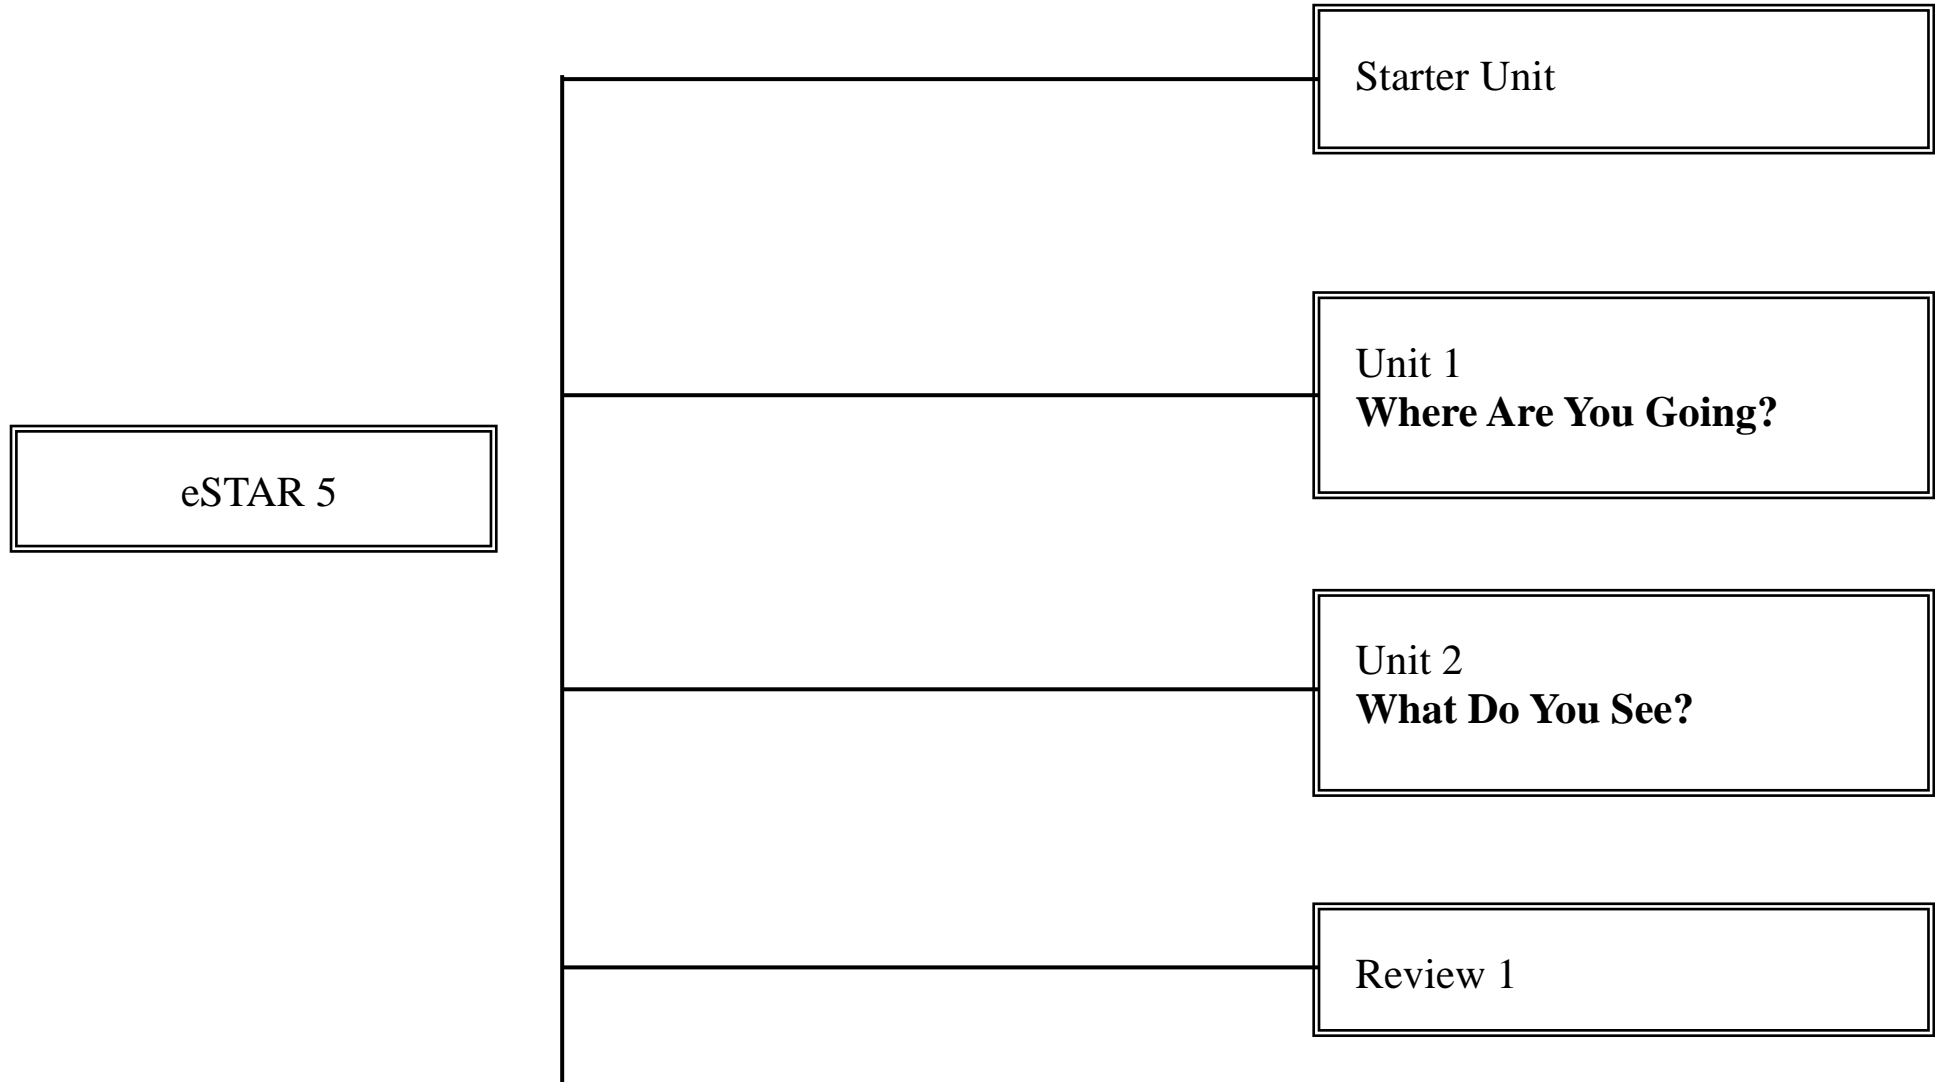 Starter Unit
Unit 1
Where Are You Going?
eSTAR 5
Unit 2
What Do You See?
Review 1